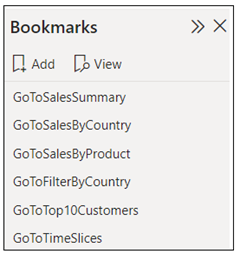 Bookmarks
Add View
GoToSalesSummary
GoToSalesByCountry
GoToSalesByProduct
GoToFilterByCountry
GoToTop10Customers
GoToTimeSlices